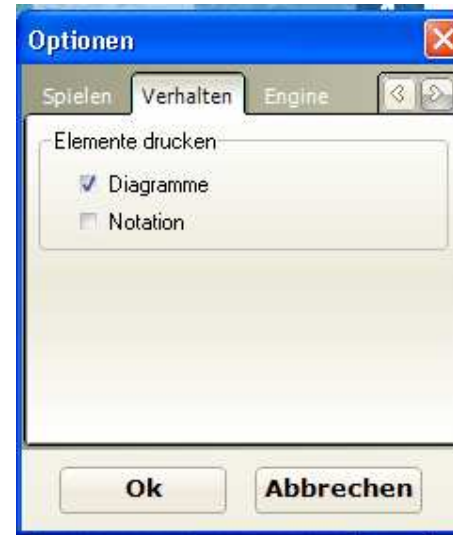 Optionen
Spielen Verhalten Engine
Elemente drucken
Diagramme
Notation
Ok Abbrechen